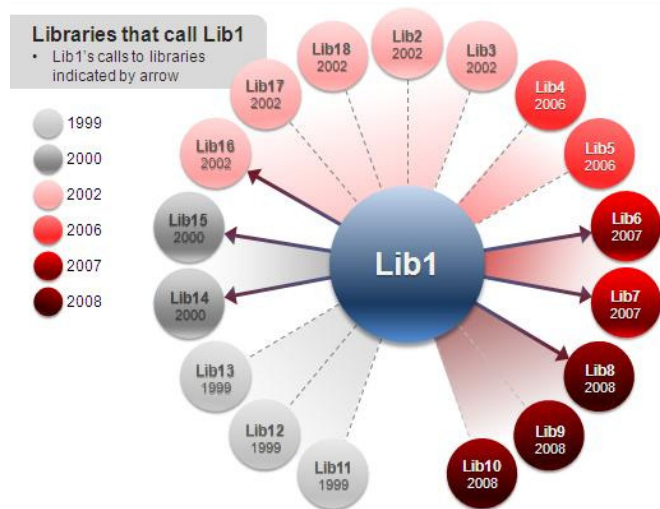 Libraries that call Lib1
• Lib1's calls to libraries
indicated by arrow
1999
2000
2002
2006
2007
2008
Lib1
Lib2
2002
Lib3
2002
Lib4
2006
Lib5
2006
Lib6
2007
Lib7
2007
Lib8
2008
Lib9
2008
Lib10
2008
Lib11
1999
Lib12
1999
Lib13
1999
Lib14
2000
Lib15
2000
Lib16
2002
Lib17
2002
Lib18
2002